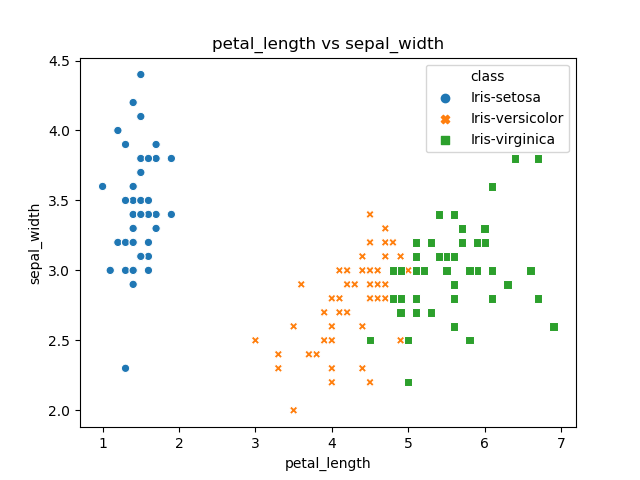 petal_length vs sepal_width
class
Iris-setosa
Iris-versicolor
Iris-virginica
4.5
4.0
3.5
3.0
2.5
2.0
sepal_width
1 2 3 4 5 6 7
petal_length